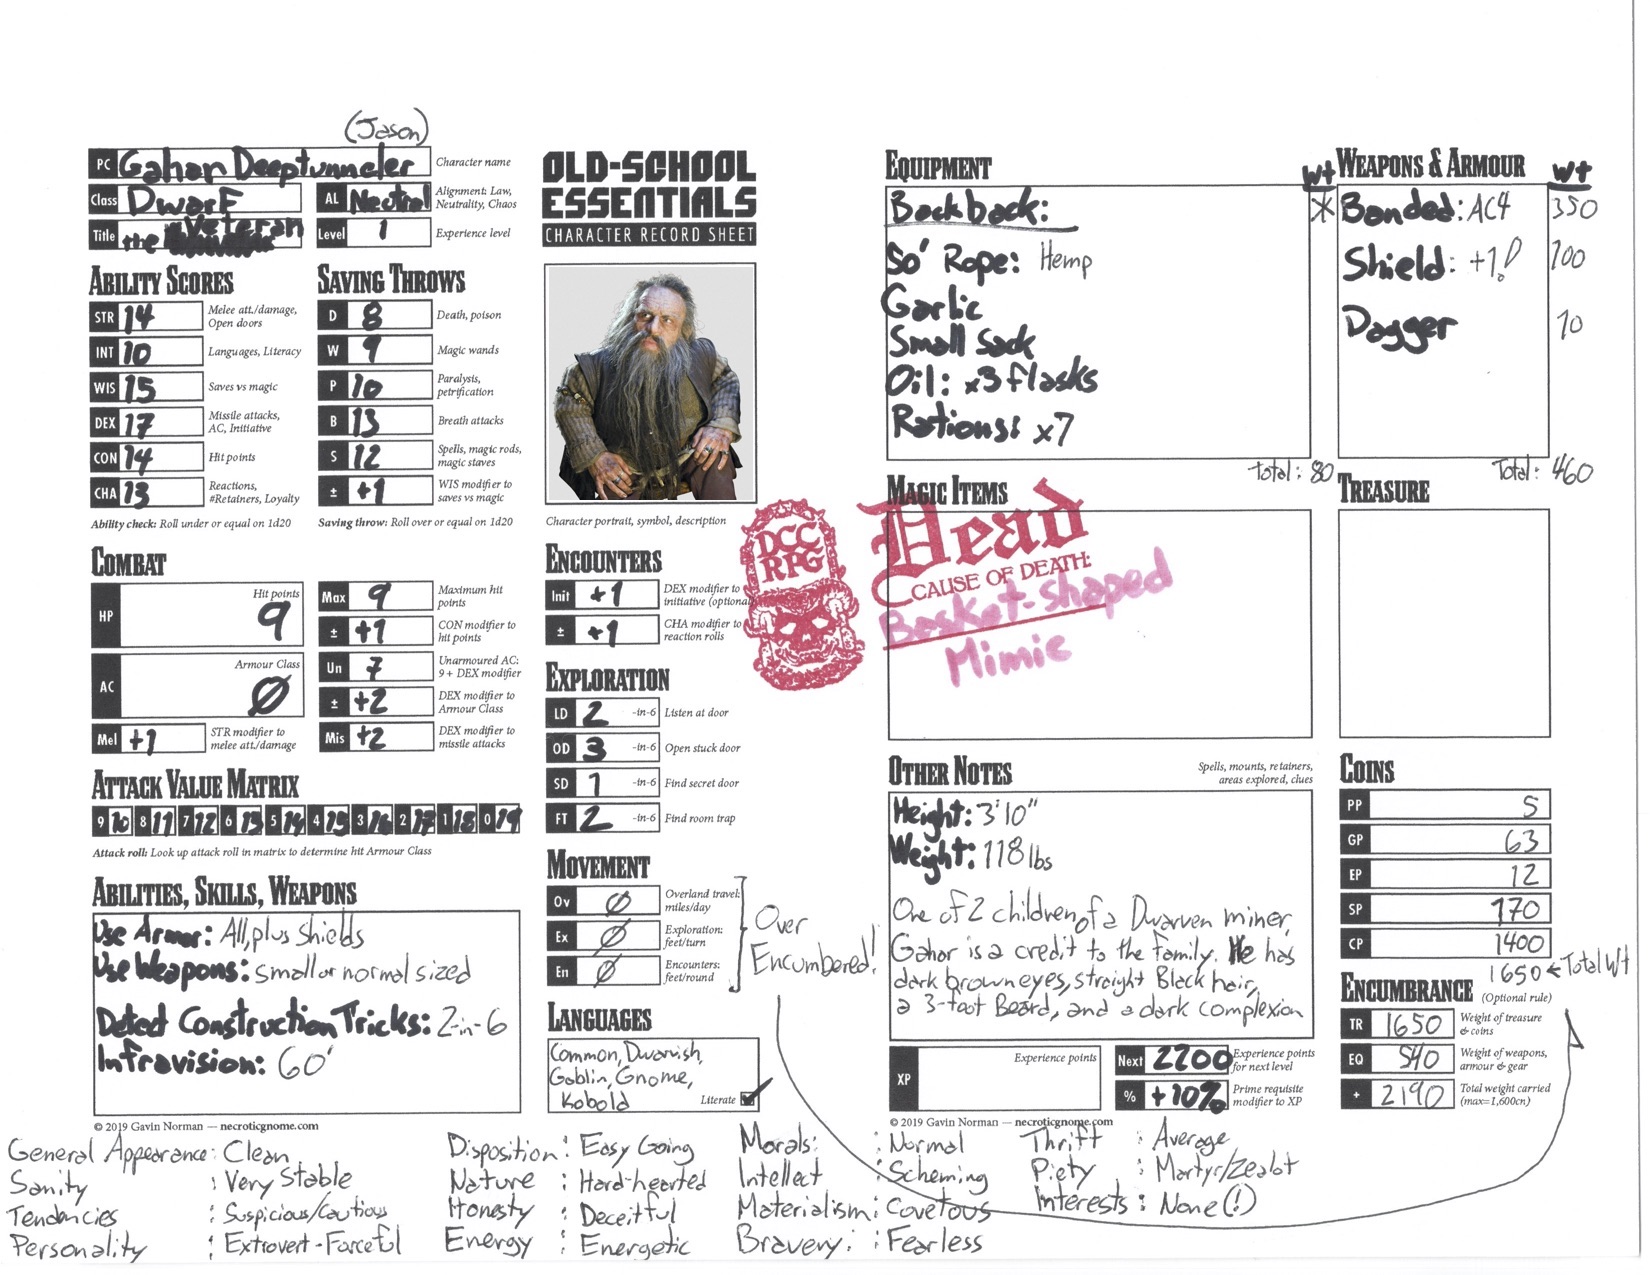 (Jason)
PC Gahar Deeptunneler Character name
Class Dwarf AL Neutral Alignment: Law, Neutrality, Chaos
Title the Veteran Level 1 Experience level
OLD-SCHOOL
ESSENTIALS
CHARACTER RECORD SHEET
ABILITY SCORES
STR 14 Melee att./damage, Open doors
INT 10 Languages, Literacy
WIS 15 Saves vs magic
DEX 17 Missile attacks, AC, Initiative
CON 14 Hit points
CHA 13 Reactions, #Retainers, Loyalty
Ability check: Roll under or equal on 1d20
SAVING THROWS
D 8 Death, poison
W 9 Magic wands
P 10 Paralysis, petrification
B 13 Breath attacks
S 12 Spells, magic rods, magic staves
± +1 WIS modifier to saves vs magic
Saving throw: Roll over or equal on 1d20
Character portrait, symbol, description
COMBAT
HP Hit points 9
AC Armour Class 0
Mel +1 STR modifier to melee att./damage
Max 9 Maximum hit points
± +1 CON modifier to hit points
Un 7 Unarmoured AC: 9 + DEX modifier
± +2 DEX modifier to Armour Class
Mis +2 DEX modifier to missile attacks
ATTACK VALUE MATRIX
9 10 8 11 7 12 6 13 5 14 4 15 3 16 2 17 1 18 0 19
Attack roll: Look up attack roll in matrix to determine hit Armour Class
ABILITIES, SKILLS, WEAPONS
Use Armor: All, plus Shields
Use Weapons: small or normal sized
Detect Construction Tricks: 2-in-6
Infravision: 60'
© 2019 Gavin Norman — necroticgnome.com
ENCOUNTERS
Init +1 DEX modifier to initiative (optional)
± +1 CHA modifier to reaction rolls
EXPLORATION
LD 2 -in-6 Listen at door
OD 3 -in-6 Open stuck door
SD 1 -in-6 Find secret door
FT 2 -in-6 Find room trap
MOVEMENT
Ov 0 Overland travel: miles/day
Ex 0 Exploration: feet/turn
En 0 Encounters: feet/round
Over
Encumbered!
LANGUAGES
Common, Dwarvish,
Goblin, Gnome,
Kobold
Literate
EQUIPMENT Wt
Backback: *
50' Rope: Hemp
Garlic
Small Sack
Oil: x3 flasks
Rations: x7
Total: 80
WEAPONS & ARMOUR Wt
Banded: AC4 350
Shield: +1! 100
Dagger 10
Total: 460
MAGIC ITEMS
DCC
RPG
Dead
CAUSE OF DEATH:
Basket-Shaped
Mimic
TREASURE
OTHER NOTES
Spells, mounts, retainers,
areas explored, clues
Height: 3'10"
Weight: 118 lbs
One of 2 children of a Dwarven miner,
Gahar is a credit to the family. He has
dark brown eyes, straight Black hair,
a 3-foot Beard, and a dark complexion
XP Experience points
Next 2200 Experience points for next level
% +10% Prime requisite modifier to XP
© 2019 Gavin Norman — necroticgnome.com
COINS
PP 5
GP 63
EP 12
SP 170
CP 1400
1650 ← Total Wt
ENCUMBRANCE (Optional rule)
TR 1650 Weight of treasure & coins
EQ 540 Weight of weapons, armour & gear
+ 2190 Total weight carried (max=1,600cn)
General Appearance: Clean
Sanity : Very Stable
Tendencies : Suspicious/Cautious
Personality : Extrovert-Forceful
Disposition : Easy Going
Nature : Hard-hearted
Honesty : Deceitful
Energy : Energetic
Morals: : Normal
Intellect : Scheming
Materialism: Covetous
Bravery: : Fearless
Thrift : Average
Piety : Martyr/Zealot
Interests : None (!)